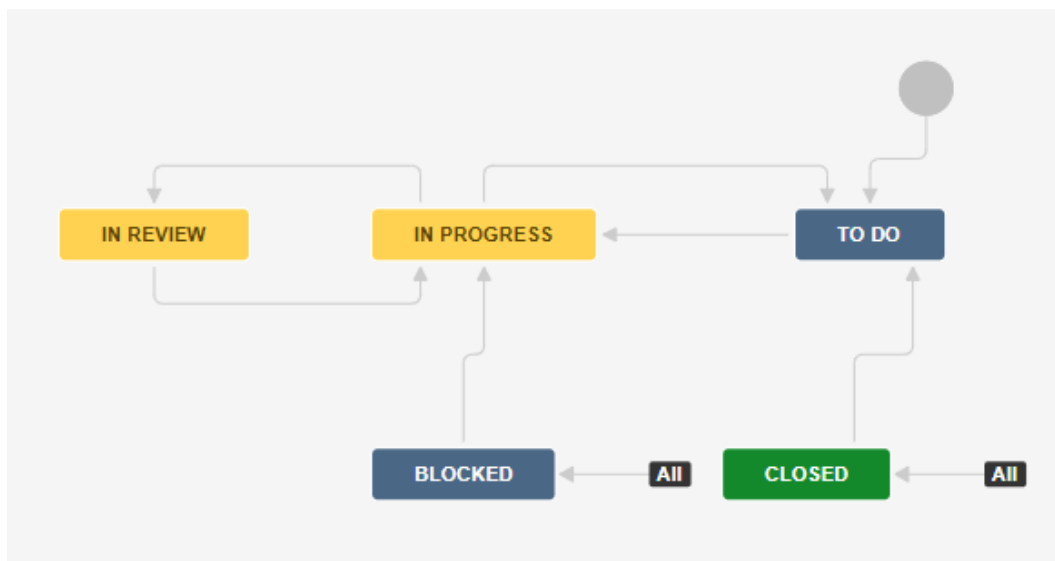 IN REVIEW
IN PROGRESS
TO DO
BLOCKED
All
CLOSED
All